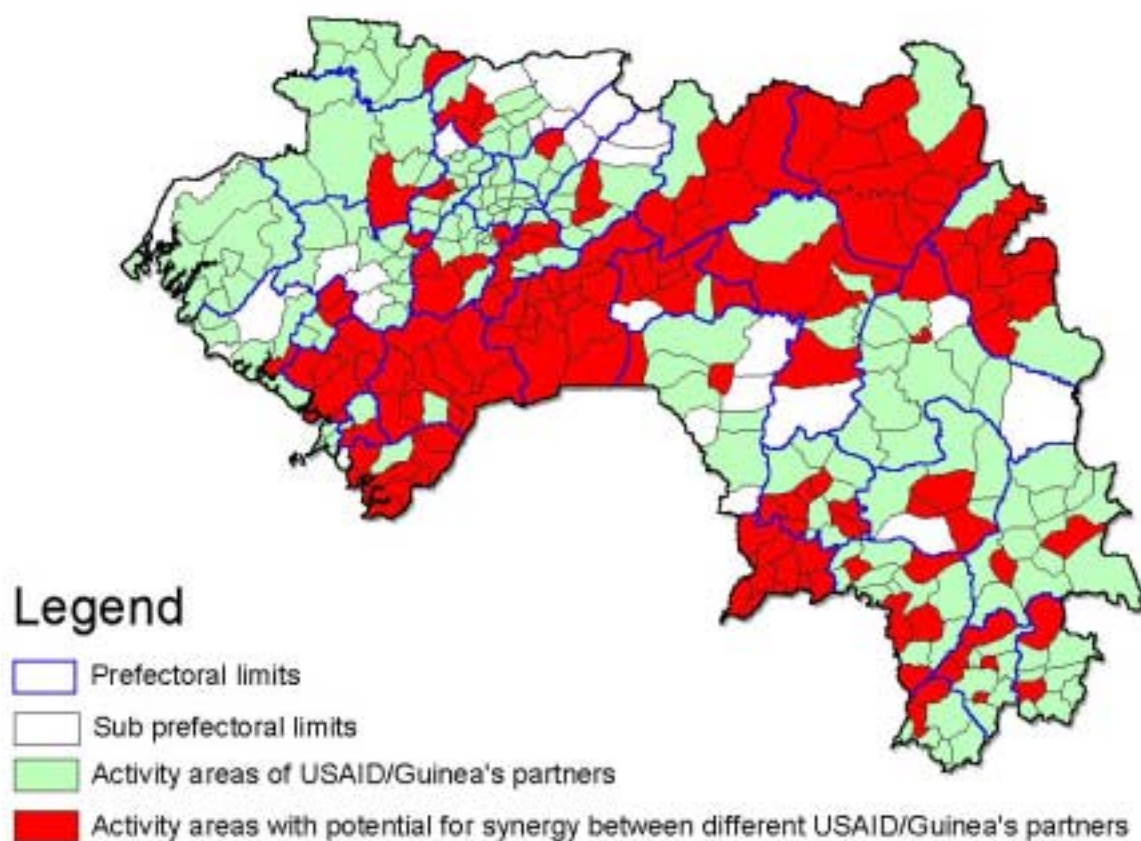 Legend
Prefectoral limits
Sub prefectoral limits
Activity areas of USAID/Guinea's partners
Activity areas with potential for synergy between different USAID/Guinea's partners